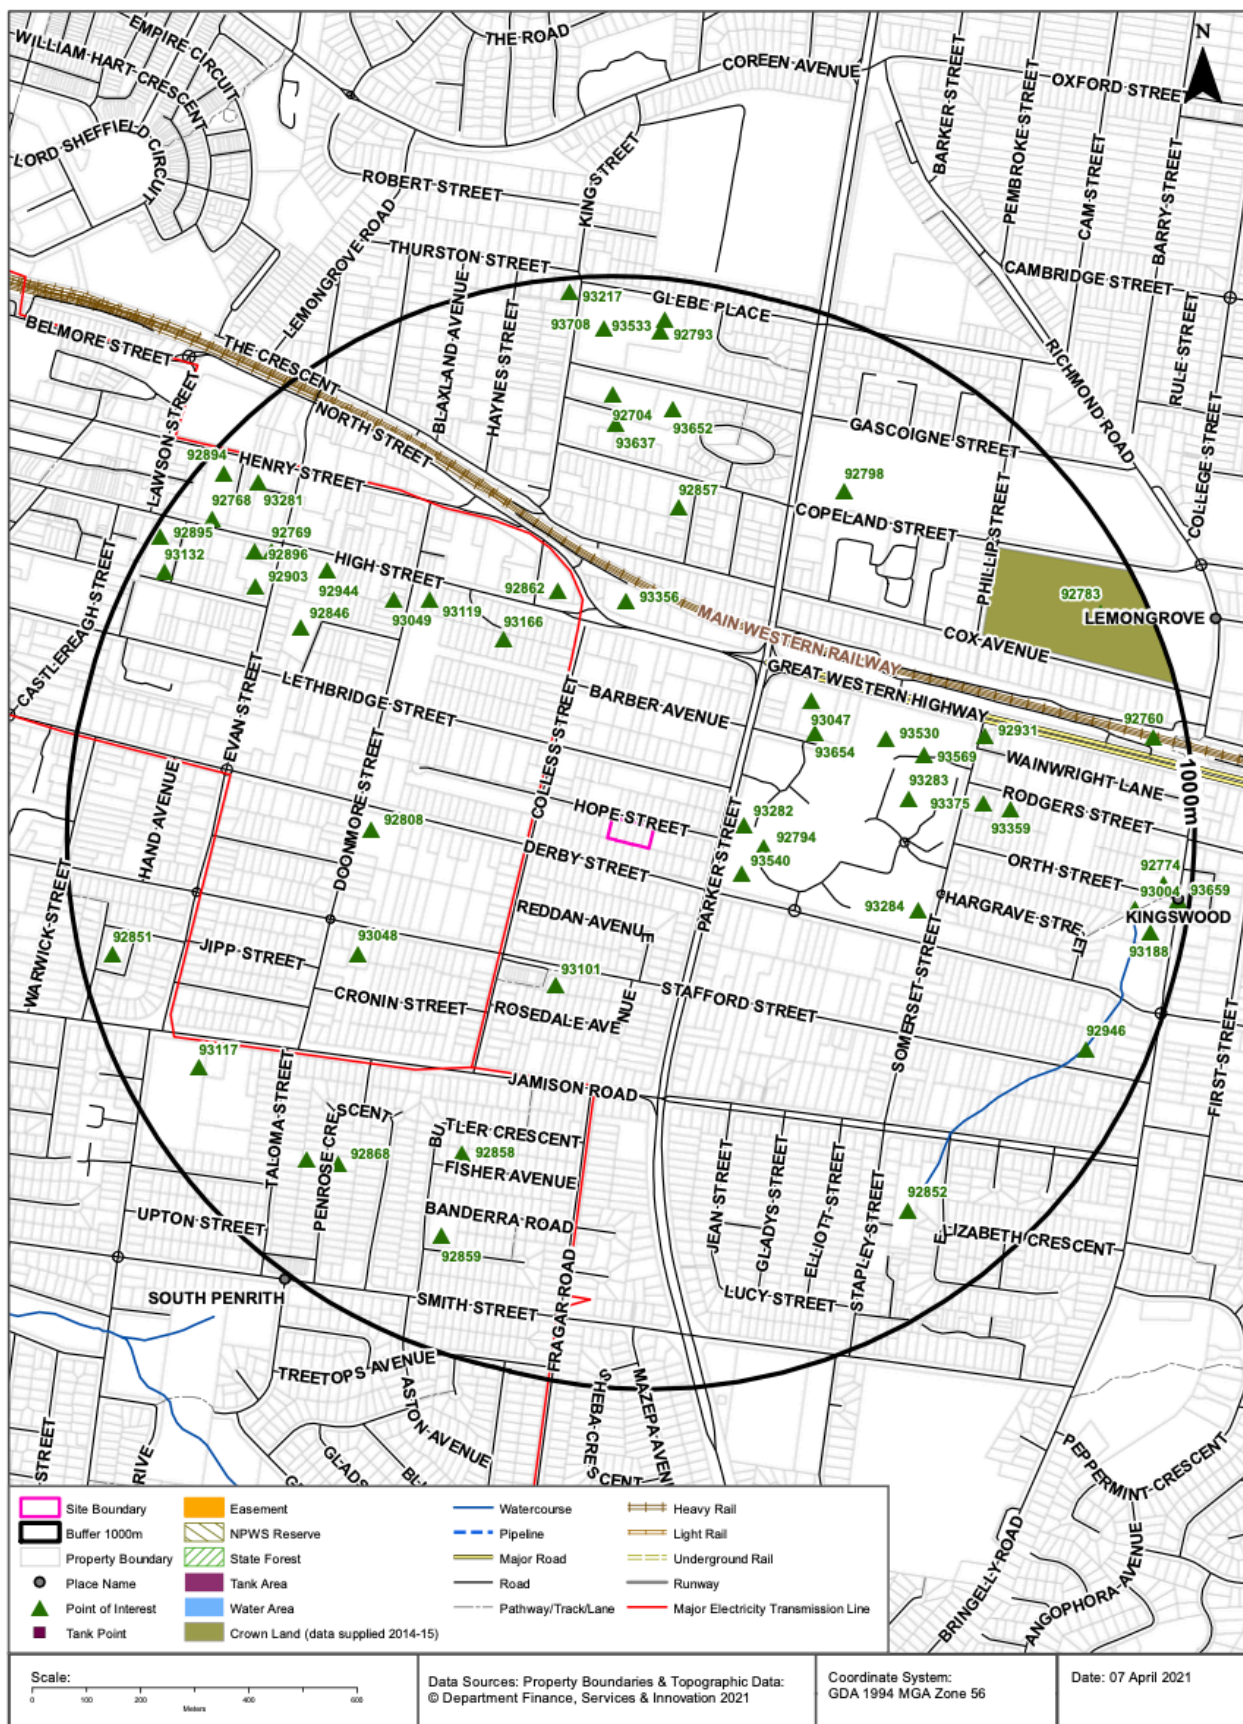 THE ROAD
EMPIRE CIRCUIT
WILLIAM HART CRESCENT
COREEN AVENUE
N
OXFORD STREET
LORD SHEFFIELD CIRCUIT
BARKER STREET
PEMBROKE STREET
CAM STREET
BARRY STREET
ROBERT STREET
KING STREET
LEMONGROVE ROAD
THURSTON STREET
CAMBRIDGE STREET
BELMORE STREET
THE CRESCENT
BLAXLAND AVENUE
HAYNES STREET
93217
GLEBE PLACE
93708
93533
92793
RICHMOND ROAD
RULE STREET
LAWSON STREET
NORTH STREET
92704
93652
93637
GASCOIGNE STREET
COLLEGE STREET
92894
HENRY STREET
93281
92768
92857
92798
COPELAND STREET
PHILLIP STREET
92895
92769
93132
92896
92903
HIGH STREET
92944
92862
93356
92783
LEMONGROVE
92846
93049
93119
93166
MAIN WESTERN RAILWAY
COX AVENUE
CASTLEREAGH STREET
EVAN STREET
LETHBRIDGE STREET
COLLESS STREET
BARBER AVENUE
GREAT WESTERN HIGHWAY
93047
93654
93530
92931
92760
93569
WAINWRIGHT LANE
1000m
HAND AVENUE
DOONMORE STREET
92808
HOPE STREET
PARKER STREET
93282
93283
93375
93359
RODGERS STREET
DERBY STREET
92794
93540
ORTH STREET
92774
93004
93659
WARWICK STREET
REDDAN AVENUE
93284
HARGRAVE STREET
KINGSWOOD
92851
JIPP STREET
93048
93188
93101
CRONIN STREET
ROSEDALE AVENUE
STAFFORD STREET
SOMERSET STREET
92946
FIRST STREET
93117
TALOMA STREET
PENROSE CRESCENT
JAMISON ROAD
BUTLER CRESCENT
92868
92858
FISHER AVENUE
JEAN STREET
GLADYS STREET
ELLIOTT STREET
STAPLEY STREET
92852
UPTON STREET
BANDERRA ROAD
ELIZABETH CRESCENT
92859
SOUTH PENRITH
SMITH STREET
FRAGAR ROAD
LUCY STREET
TREETOPS AVENUE
ASTON AVENUE
SHEBA CRESCENT
MAZEPA AVENU
STREET
RIVE
GLADS
BL
PEPPERMINT CRESCENT
BRINGELLY ROAD
ANGOPHORA AVENUE
Site Boundary
Easement
Watercourse
Heavy Rail
Buffer 1000m
NPWS Reserve
Pipeline
Light Rail
Property Boundary
State Forest
Major Road
Underground Rail
Place Name
Tank Area
Road
Runway
Point of Interest
Water Area
Pathway/Track/Lane
Major Electricity Transmission Line
Tank Point
Crown Land (data supplied 2014-15)
Scale:
0 100 200 400 600
Meters
Data Sources: Property Boundaries & Topographic Data:
© Department Finance, Services & Innovation 2021
Coordinate System:
GDA 1994 MGA Zone 56
Date: 07 April 2021